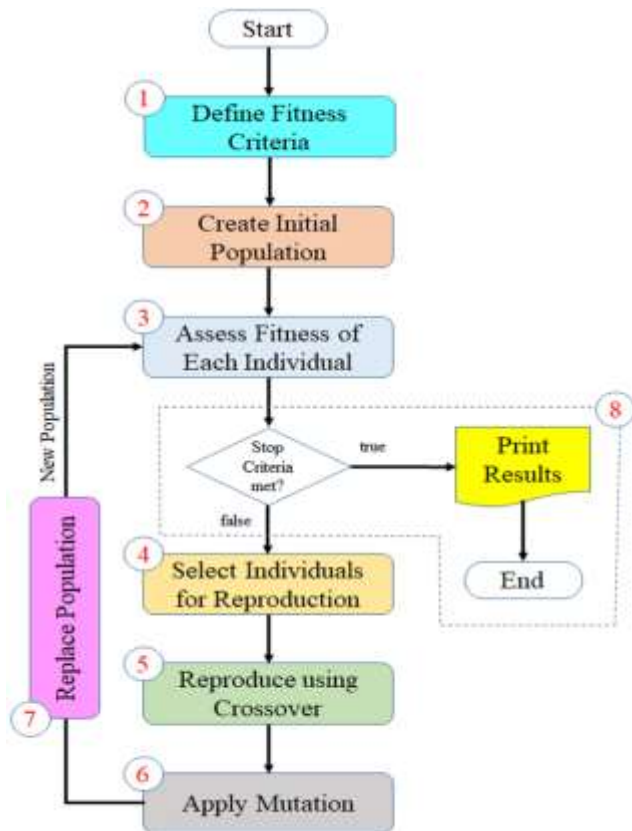 Start
1
Define Fitness
Criteria
2
Create Initial
Population
3
Assess Fitness of
Each Individual
New Population
8
Stop
Criteria
met?
true
Print
Results
false
End
4
Select Individuals
for Reproduction
5
Reproduce using
Crossover
Replace Population
7
6
Apply Mutation